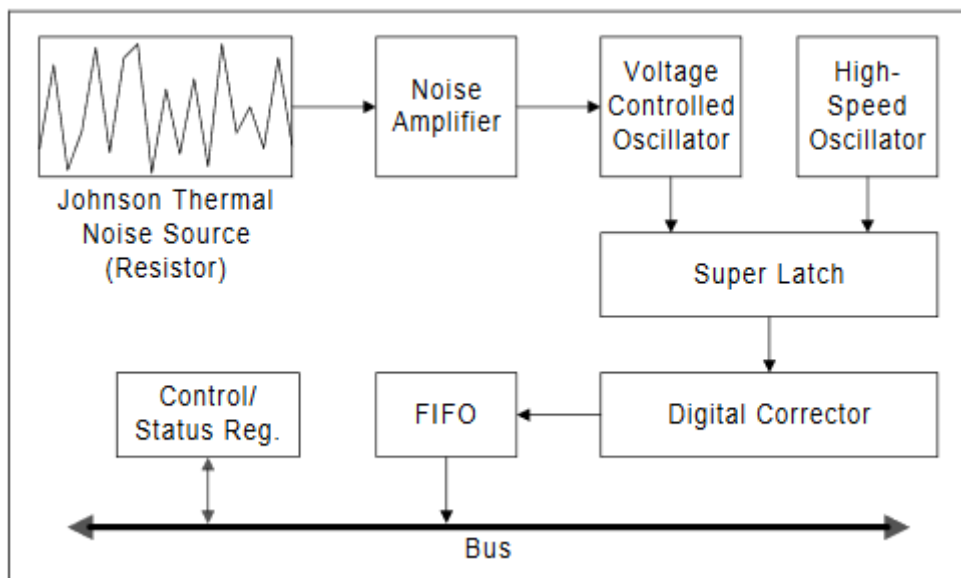 Johnson Thermal
Noise Source
(Resistor)
Noise
Amplifier
Voltage
Controlled
Oscillator
High-
Speed
Oscillator
Super Latch
Digital Corrector
FIFO
Control/
Status Reg.
Bus